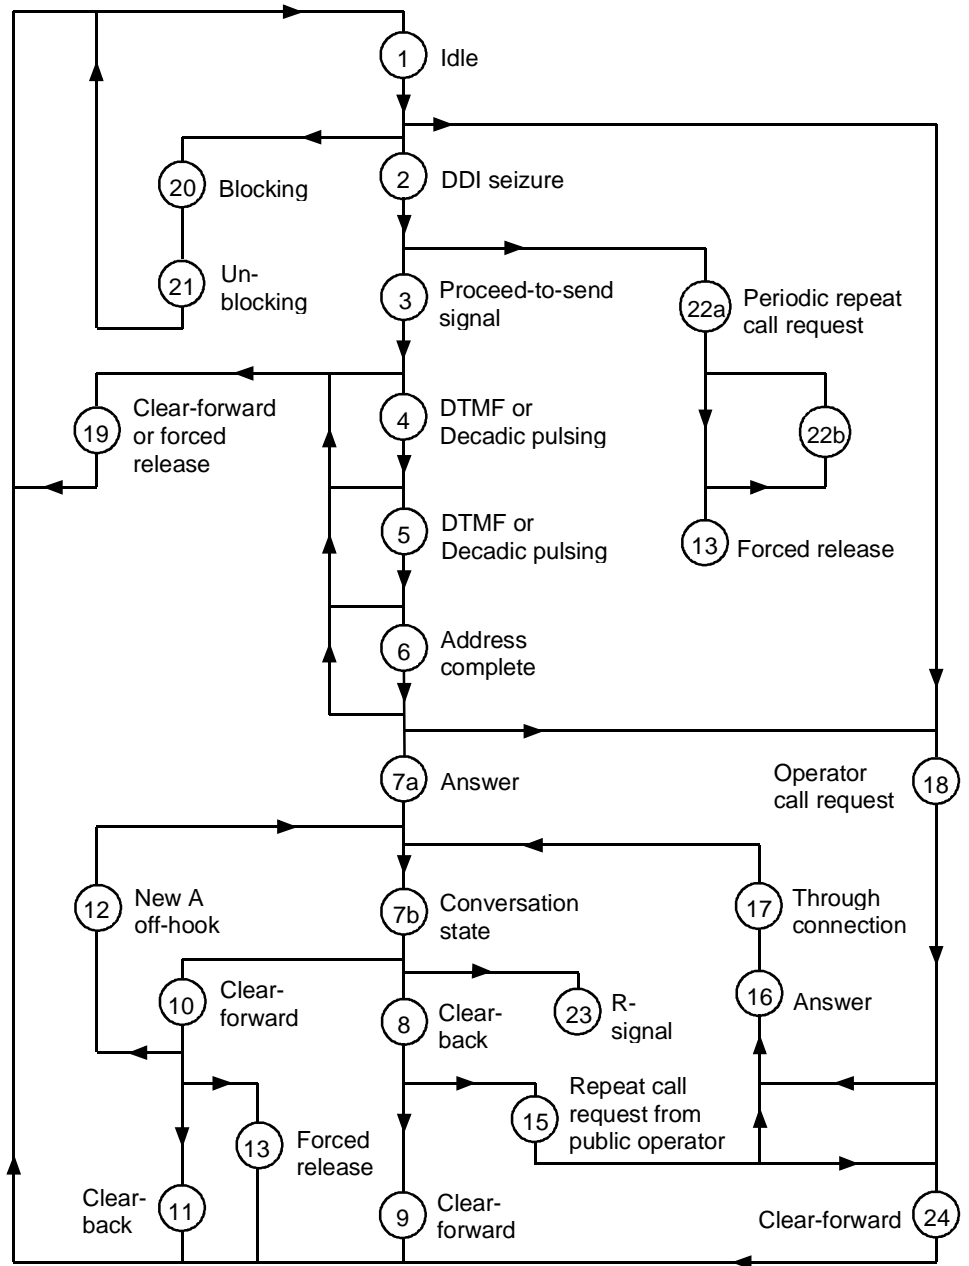 1 Idle
2 DDI seizure
20 Blocking
21 Un-
blocking
3 Proceed-to-send
signal
22a Periodic repeat
call request
19 Clear-forward
or forced
release
4 DTMF or
Decadic pulsing
22b
5 DTMF or
Decadic pulsing
13 Forced release
6 Address
complete
7a Answer
Operator
call request
18
12 New A
off-hook
7b Conversation
state
17 Through
connection
10 Clear-
forward
8 Clear-
back
23 R-
signal
16 Answer
15 Repeat call
request from
public operator
13 Forced
release
Clear-
back
11
9 Clear-
forward
Clear-forward 24